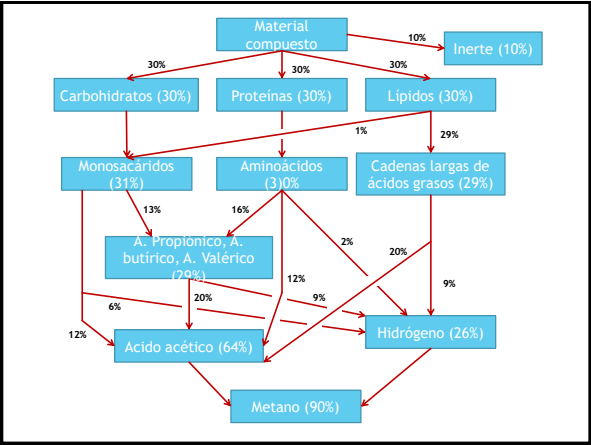 Material
compuesto
10%
Inerte (10%)
30%
30%
30%
Carbohidratos (30%)
Proteínas (30%)
Lípidos (30%)
1%
29%
Monosacáridos
(31%)
Aminoácidos
(3)0%
Cadenas largas de
ácidos grasos (29%)
13%
16%
2%
20%
A. Propiónico, A.
butírico, A. Valérico
(29%)
12%
9%
20%
9%
6%
12%
Acido acético (64%)
Hidrógeno (26%)
Metano (90%)